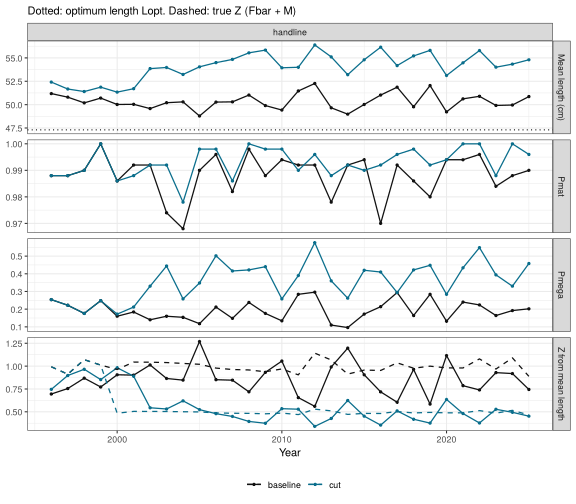 Dotted: optimum length Lopt. Dashed: true Z (Fbar + M)
handline
55.0
52.5
50.0
47.5
Mean length (cm)
1.00
0.99
0.98
0.97
Pmat
0.5
0.4
0.3
0.2
0.1
Pmega
1.25
1.00
0.75
0.50
Z from mean length
2000
2010
2020
Year
baseline
cut